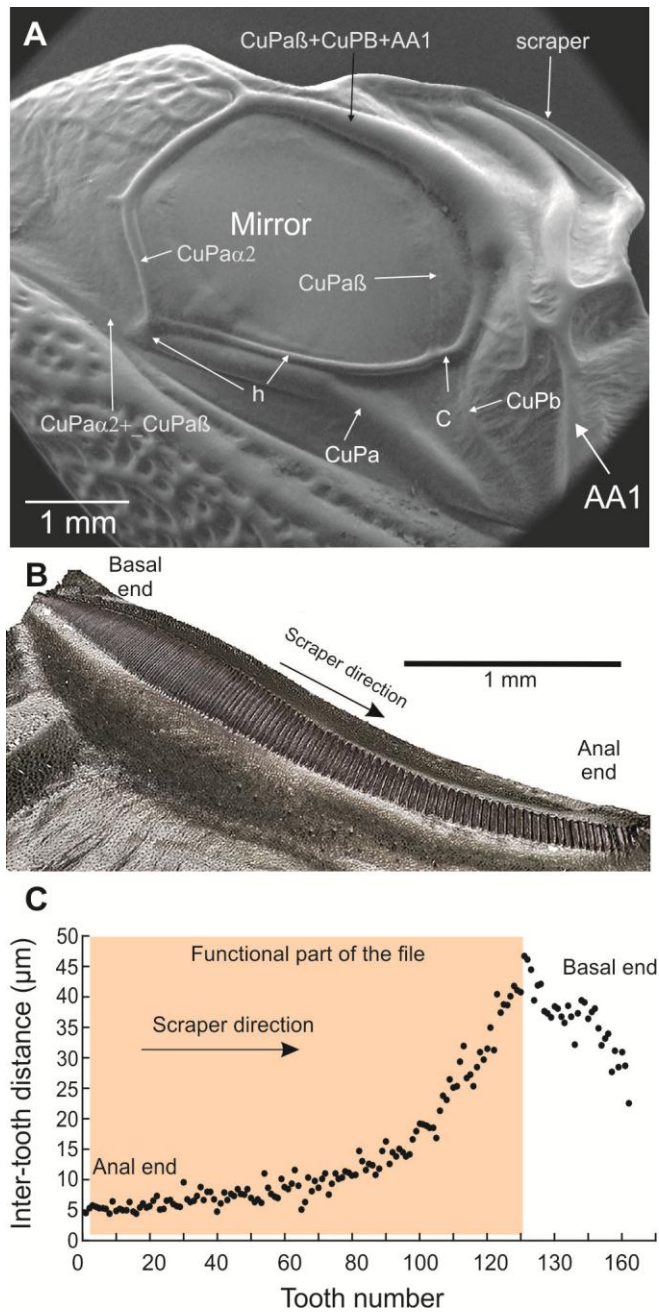 A
CuPaß+CuPB+AA1
scraper
Mirror
CuPaα2
CuPaß
h
C
CuPb
CuPaα2+_CuPaß
CuPa
AA1
1 mm
B
Basal
end
Scraper direction
1 mm
Anal
end
C
50
45
40
35
30
25
20
15
10
5
0
Inter-tooth distance (µm)
Functional part of the file
Basal end
Scraper direction
Anal end
0 20 40 60 80 100 120 130 140 160
Tooth number